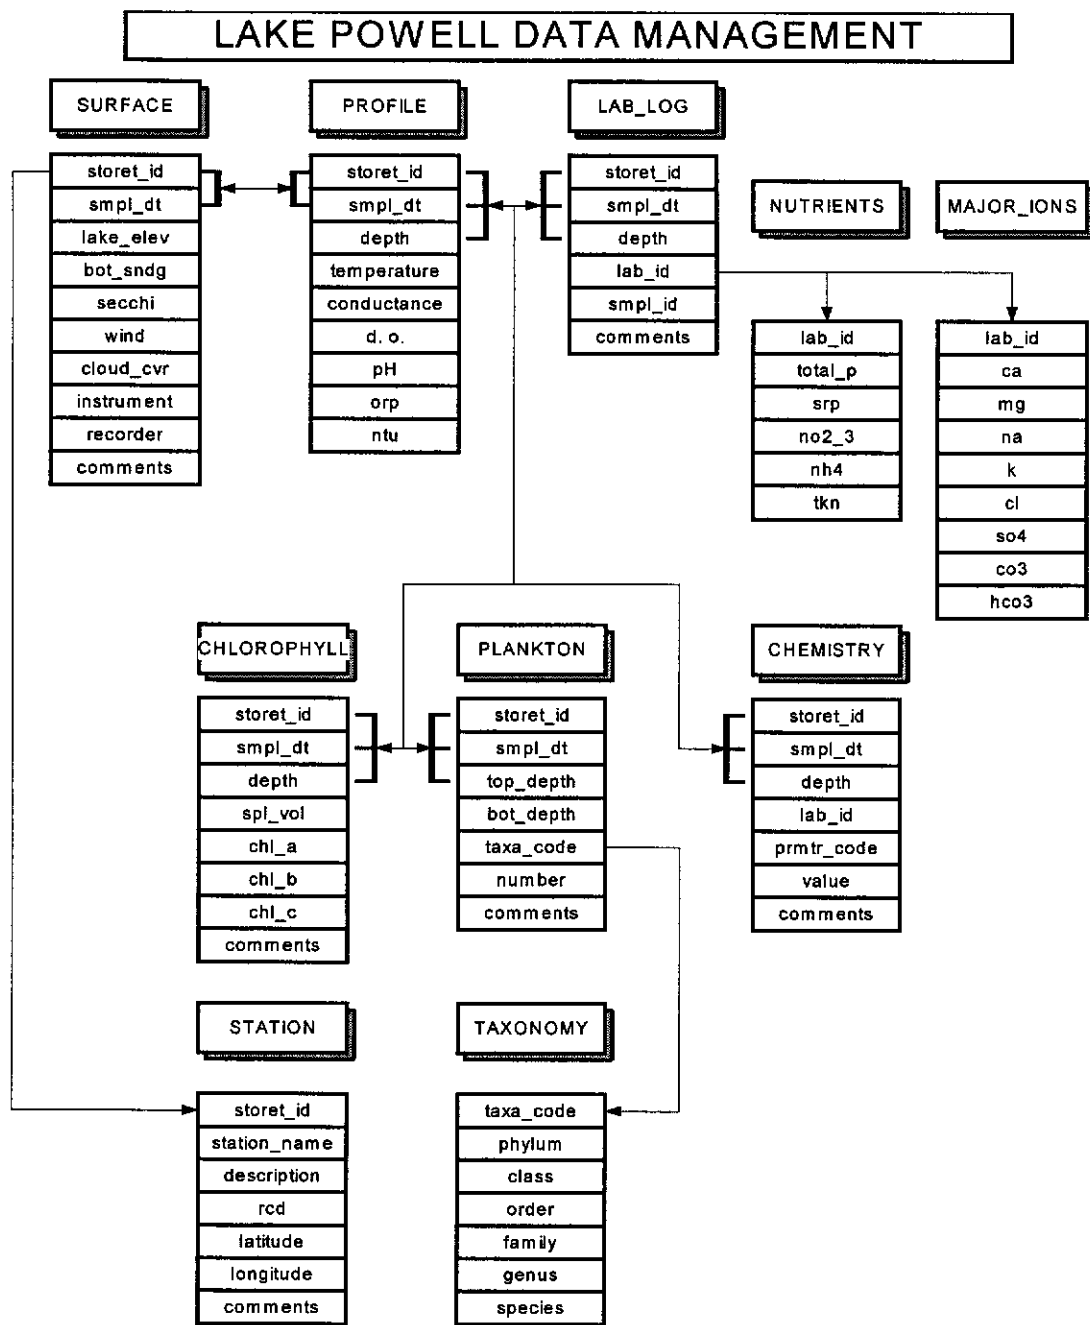 LAKE POWELL DATA MANAGEMENT
SURFACE
storet_id
smpl_dt
lake_elev
bot_sndg
secchi
wind
cloud_cvr
instrument
recorder
comments
PROFILE
storet_id
smpl_dt
depth
temperature
conductance
d. o.
pH
orp
ntu
LAB_LOG
storet_id
smpl_dt
depth
lab_id
smpl_id
comments
NUTRIENTS
lab_id
total_p
srp
no2_3
nh4
tkn
MAJOR_IONS
lab_id
ca
mg
na
k
cl
so4
co3
hco3
CHLOROPHYLL
storet_id
smpl_dt
depth
spl_vol
chl_a
chl_b
chl_c
comments
PLANKTON
storet_id
smpl_dt
top_depth
bot_depth
taxa_code
number
comments
CHEMISTRY
storet_id
smpl_dt
depth
lab_id
prmtr_code
value
comments
STATION
storet_id
station_name
description
rcd
latitude
longitude
comments
TAXONOMY
taxa_code
phylum
class
order
family
genus
species